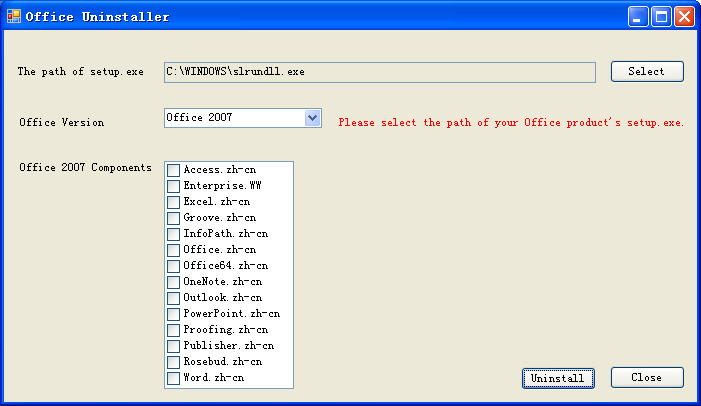 Office Uninstaller
The path of setup.exe C:\WINDOWS\slrundll.exe Select
Office Version Office 2007 Please select the path of your Office product's setup.exe.
Office 2007 Components
Access.zh-cn
Enterprise.WW
Excel.zh-cn
Groove.zh-cn
InfoPath.zh-cn
Office.zh-cn
Office64.zh-cn
OneNote.zh-cn
Outlook.zh-cn
PowerPoint.zh-cn
Proofing.zh-cn
Publisher.zh-cn
Rosebud.zh-cn
Word.zh-cn
Uninstall Close